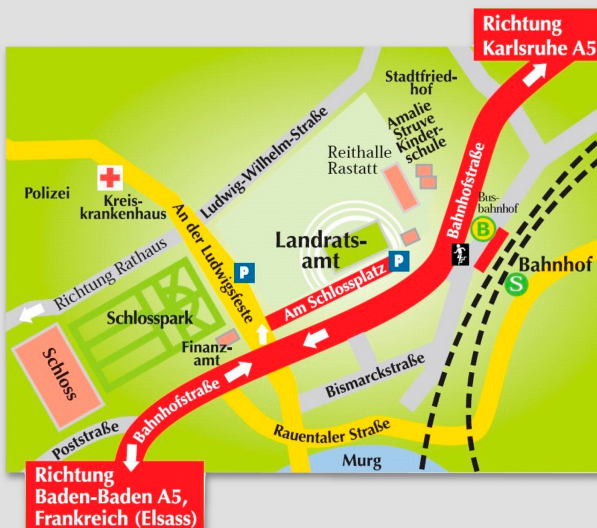 Richtung
Karlsruhe A5
Stadtfried-
hof
Amalie
Struve
Kinder-
schule
Reithalle
Rastatt
Ludwig-Wilhelm-Straße
Bahnhofstraße
Polizei
Kreis-
krankenhaus
An der Ludwigsfeste
Bus-
bahnhof
B
Landrats-
amt
P
P
Bahnhof
S
Richtung Rathaus
Am Schlossplatz
Schlosspark
Finanz-
amt
Schloss
Bismarckstraße
Bahnhofstraße
Poststraße
Rauentaler Straße
Murg
Richtung
Baden-Baden A5,
Frankreich (Elsass)